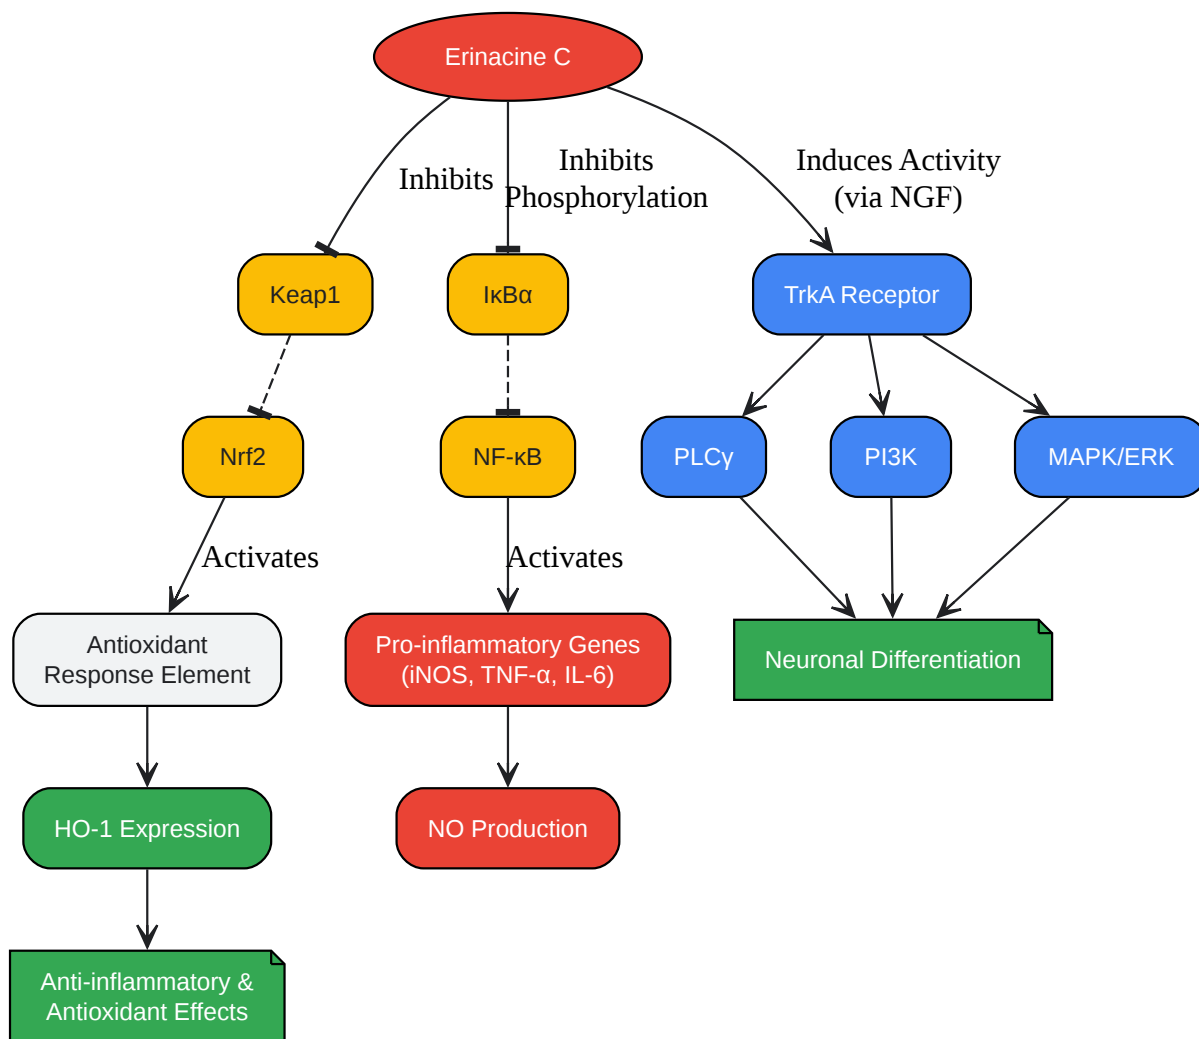 Erinacine C
Inhibits
Inhibits
Phosphorylation
Induces Activity
(via NGF)
Keap1
IκBα
TrkA Receptor
Nrf2
NF-κB
PLCγ
PI3K
MAPK/ERK
Activates
Activates
Antioxidant
Response Element
Pro-inflammatory Genes
(iNOS, TNF-α, IL-6)
Neuronal Differentiation
HO-1 Expression
NO Production
Anti-inflammatory &
Antioxidant Effects